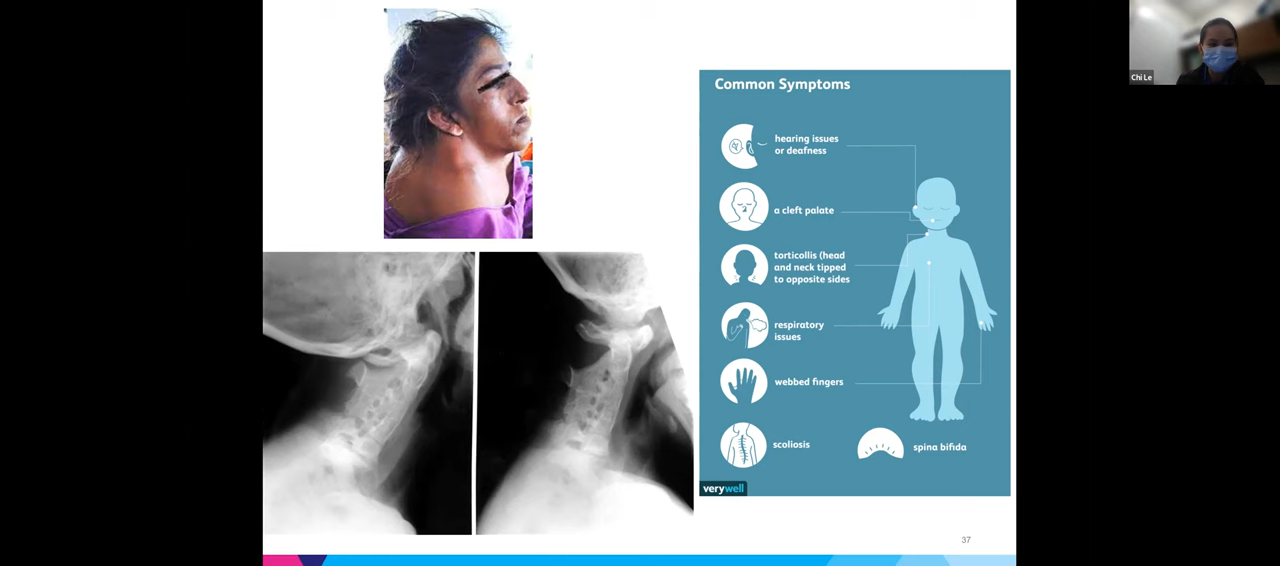 Chi Le
Common Symptoms
hearing issues
or deafness
a cleft palate
torticollis (head
and neck tipped
to opposite sides
respiratory
issues
webbed fingers
scoliosis
spina bifida
verywell
37